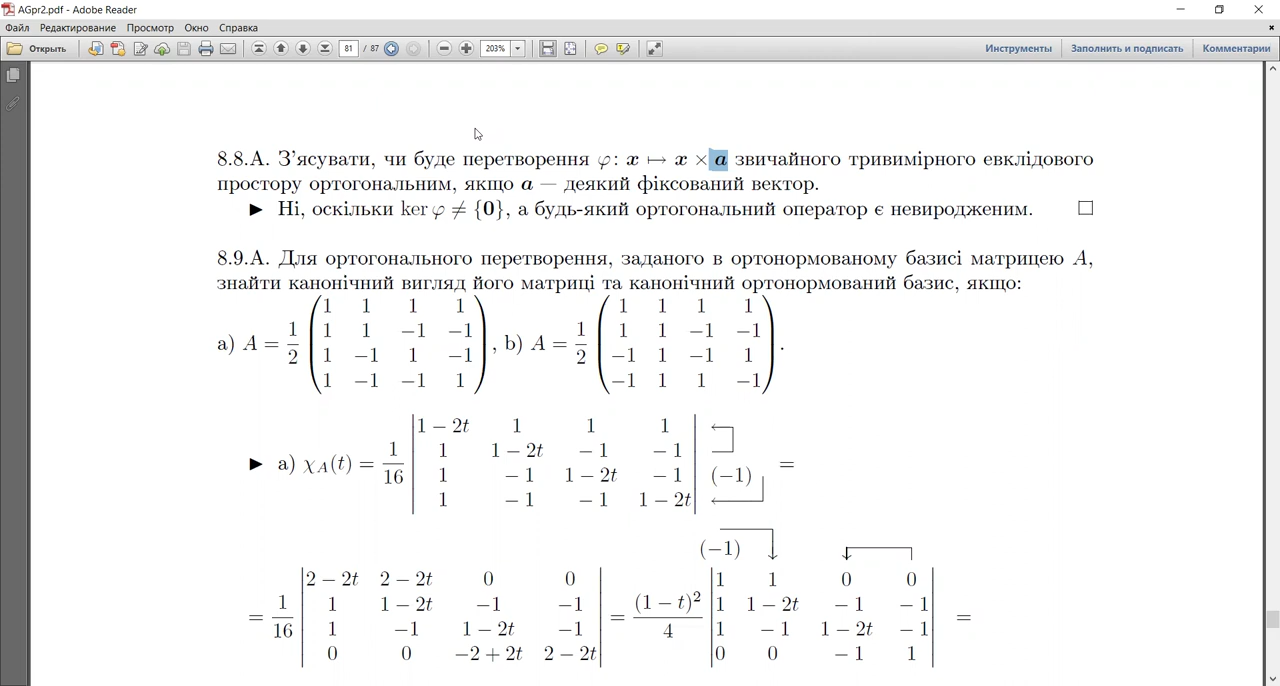 AGpr2.pdf - Adobe Reader
Файл Редактирование Просмотр Окно Справка
Открыть 81 / 87 203% Инструменты Заполнить и подписать Комментарии
8.8.A. З'ясувати, чи буде перетворення φ: x ↦ x × a звичайного тривимірного евклідового
простору ортогональним, якщо a — деякий фіксований вектор.
► Ні, оскільки ker φ ≠ {0}, а будь-який ортогональний оператор є невиродженим. □
8.9.A. Для ортогонального перетворення, заданого в ортонормованому базисі матрицею A,
знайти канонічний вигляд його матриці та канонічний ортонормований базис, якщо:
a) A = 1/2 (1 1 1 1; 1 1 −1 −1; 1 −1 1 −1; 1 −1 −1 1), b) A = 1/2 (1 1 1 1; 1 1 −1 −1; −1 1 −1 1; −1 1 1 −1).
► a) χA(t) = 1/16 |1 − 2t 1 1 1; 1 1 − 2t − 1 − 1; 1 − 1 1 − 2t − 1; 1 − 1 − 1 1 − 2t| (−1) =
(−1)
= 1/16 |2 − 2t 2 − 2t 0 0; 1 1 − 2t −1 −1; 1 −1 1 − 2t −1; 0 0 −2 + 2t 2 − 2t| = (1 − t)²/4 |1 1 0 0; 1 1 − 2t − 1 − 1; 1 − 1 1 − 2t − 1; 0 0 − 1 1| =